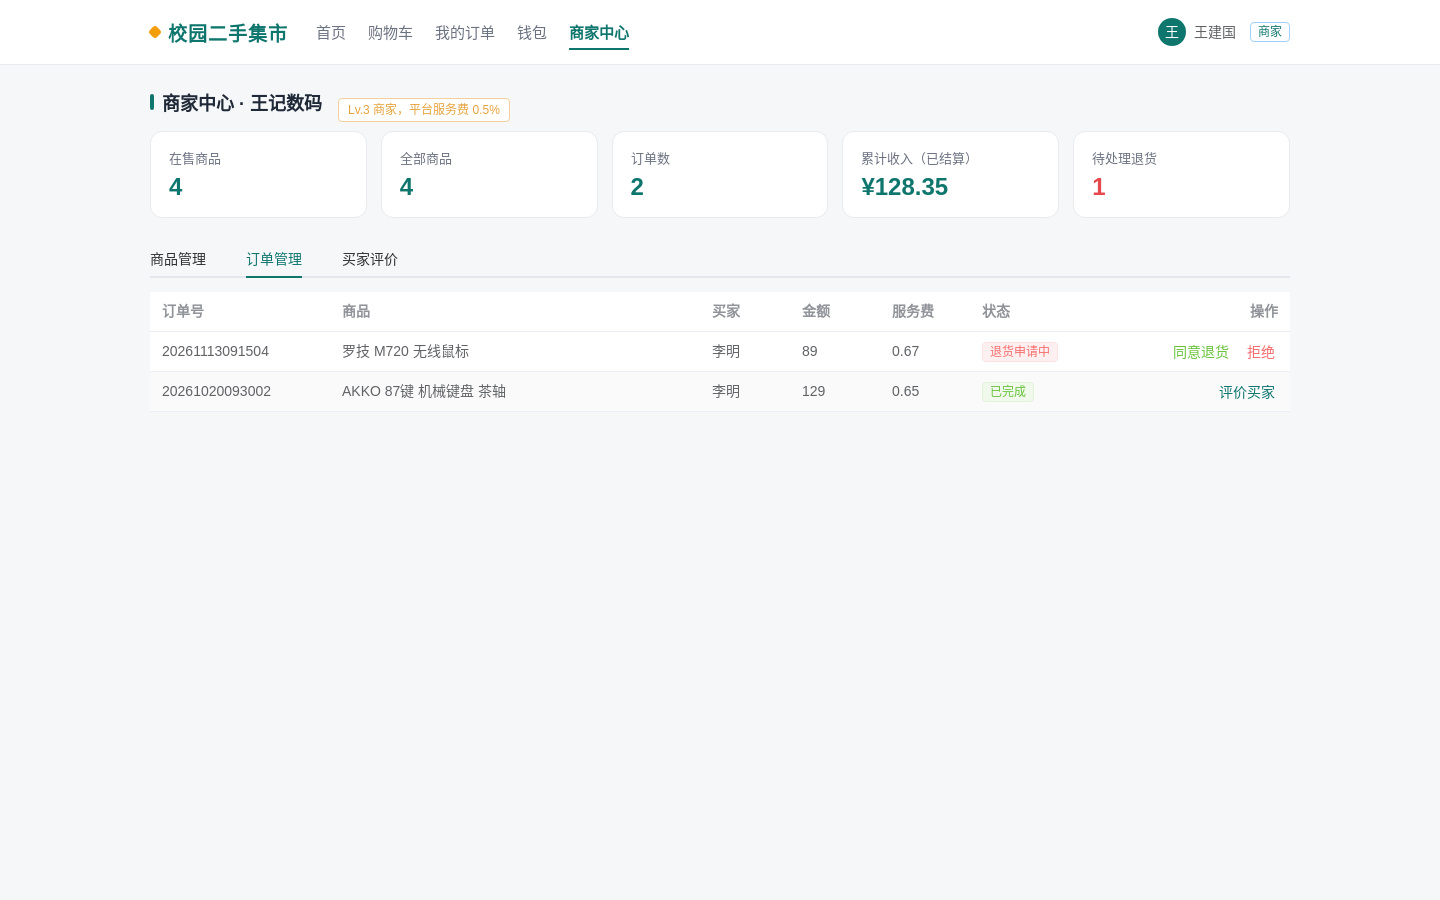 校园二手集市 首页 购物车 我的订单 钱包 商家中心 王 王建国 商家
商家中心 · 王记数码 Lv.3 商家，平台服务费 0.5%
在售商品 全部商品 订单数 累计收入（已结算） 待处理退货
4 4 2 ¥128.35 1
商品管理 订单管理 买家评价
订单号 商品 买家 金额 服务费 状态 操作
20261113091504 罗技 M720 无线鼠标 李明 89 0.67 退货申请中 同意退货 拒绝
20261020093002 AKKO 87键 机械键盘 茶轴 李明 129 0.65 已完成 评价买家